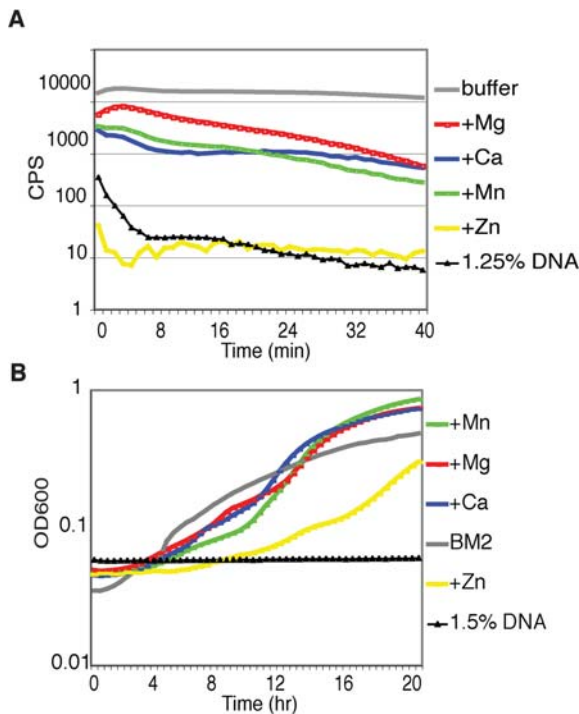 A
10000
1000
100
10
1
CPS
0 8 16 24 32 40
Time (min)
buffer
+Mg
+Ca
+Mn
+Zn
1.25% DNA
B
1
0.1
0.01
OD600
0 4 8 12 16 20
Time (hr)
+Mn
+Mg
+Ca
BM2
+Zn
1.5% DNA